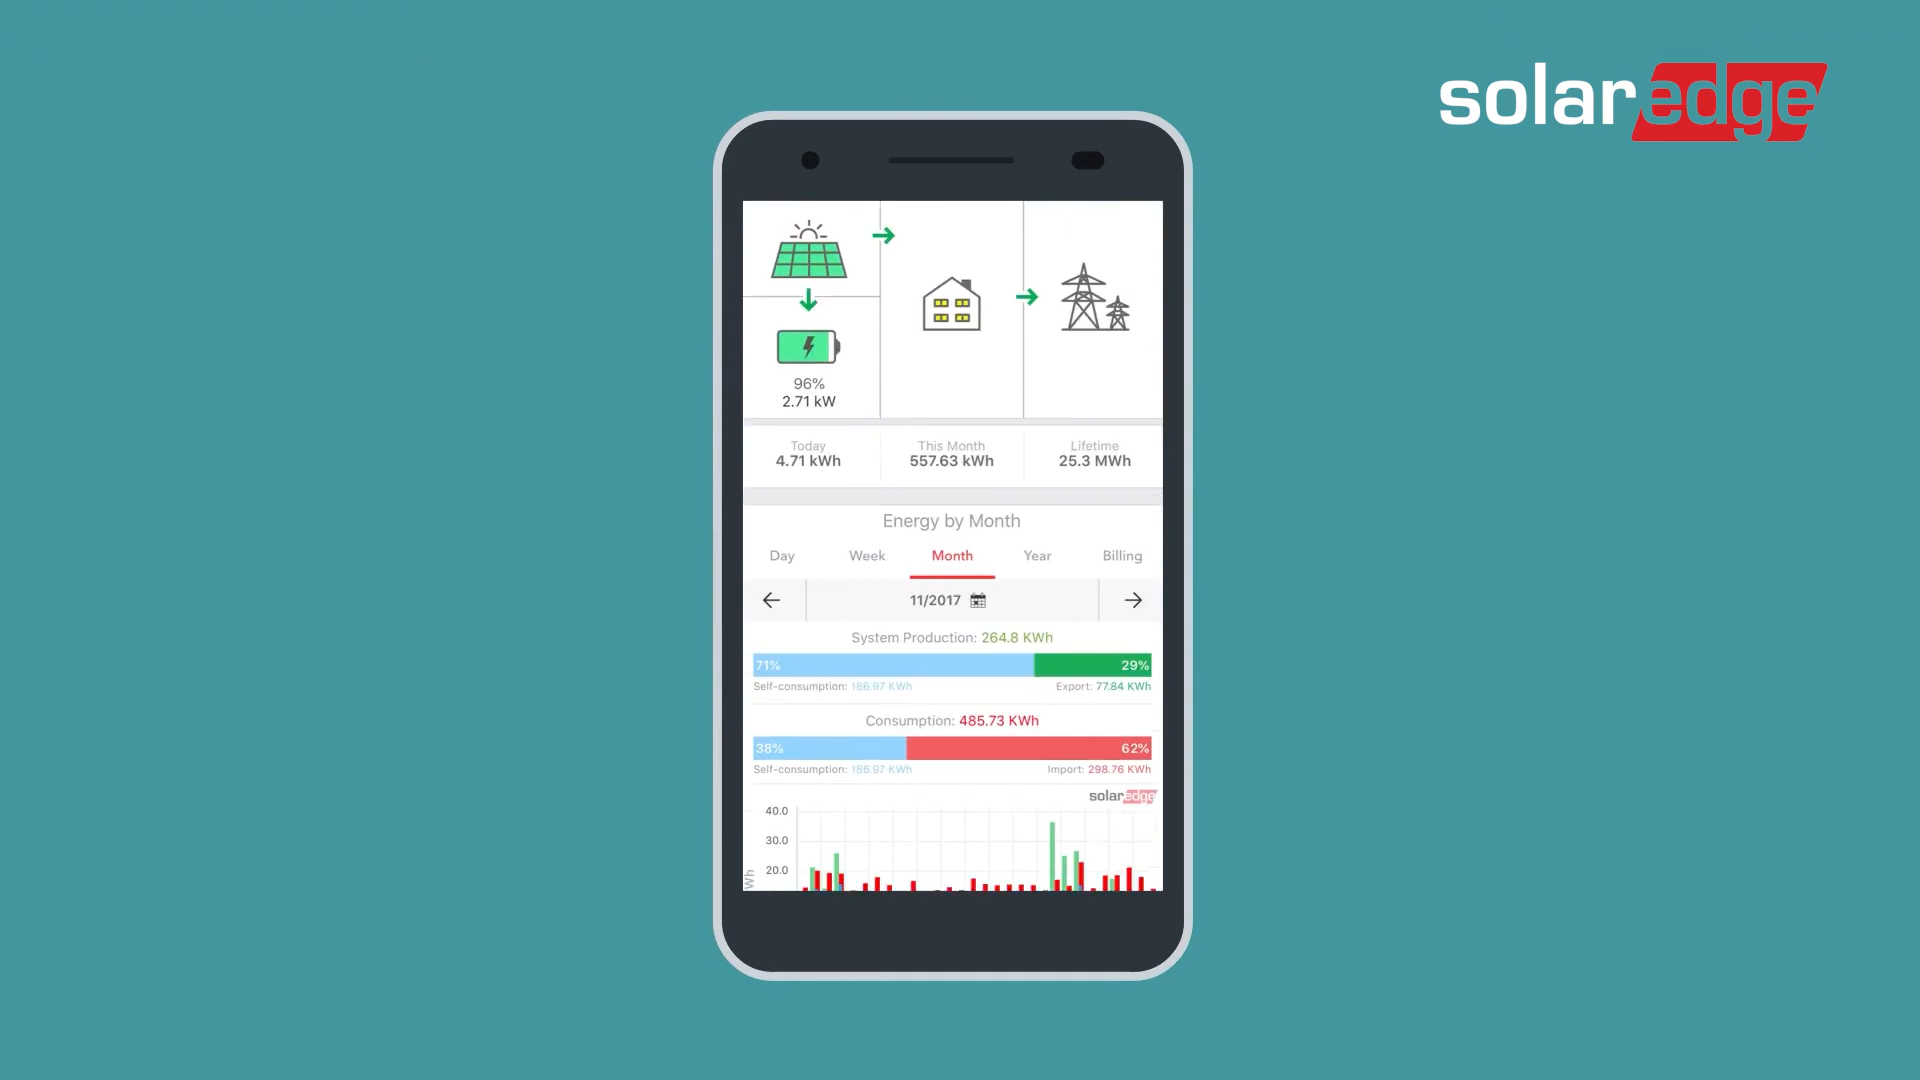 solaredge
96%
2.71 kW
Today
4.71 kWh
This Month
557.63 kWh
Lifetime
25.3 MWh
Energy by Month
Day Week Month Year Billing
11/2017
System Production: 264.8 KWh
71% 29%
Self-consumption: 186.97 KWh Export: 77.84 KWh
Consumption: 485.73 KWh
38% 62%
Self-consumption: 186.97 KWh Import: 298.76 KWh
solaredge
40.0
30.0
20.0
Wh